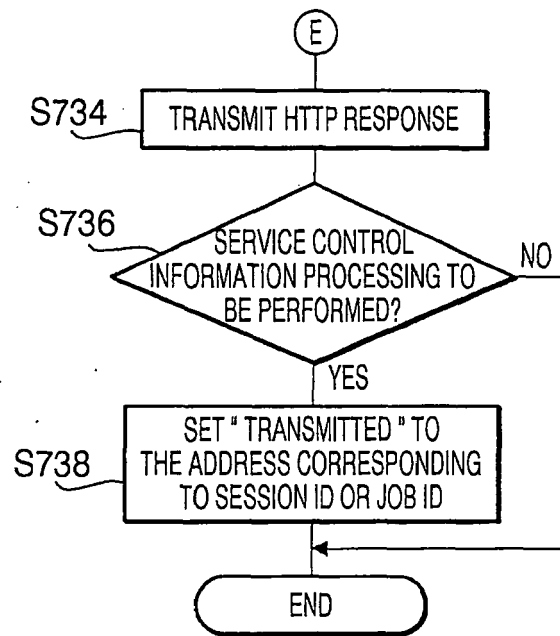 E
S734
TRANSMIT HTTP RESPONSE
S736
SERVICE CONTROL
INFORMATION PROCESSING TO
BE PERFORMED?
NO
YES
S738
SET " TRANSMITTED " TO
THE ADDRESS CORRESPONDING
TO SESSION ID OR JOB ID
END